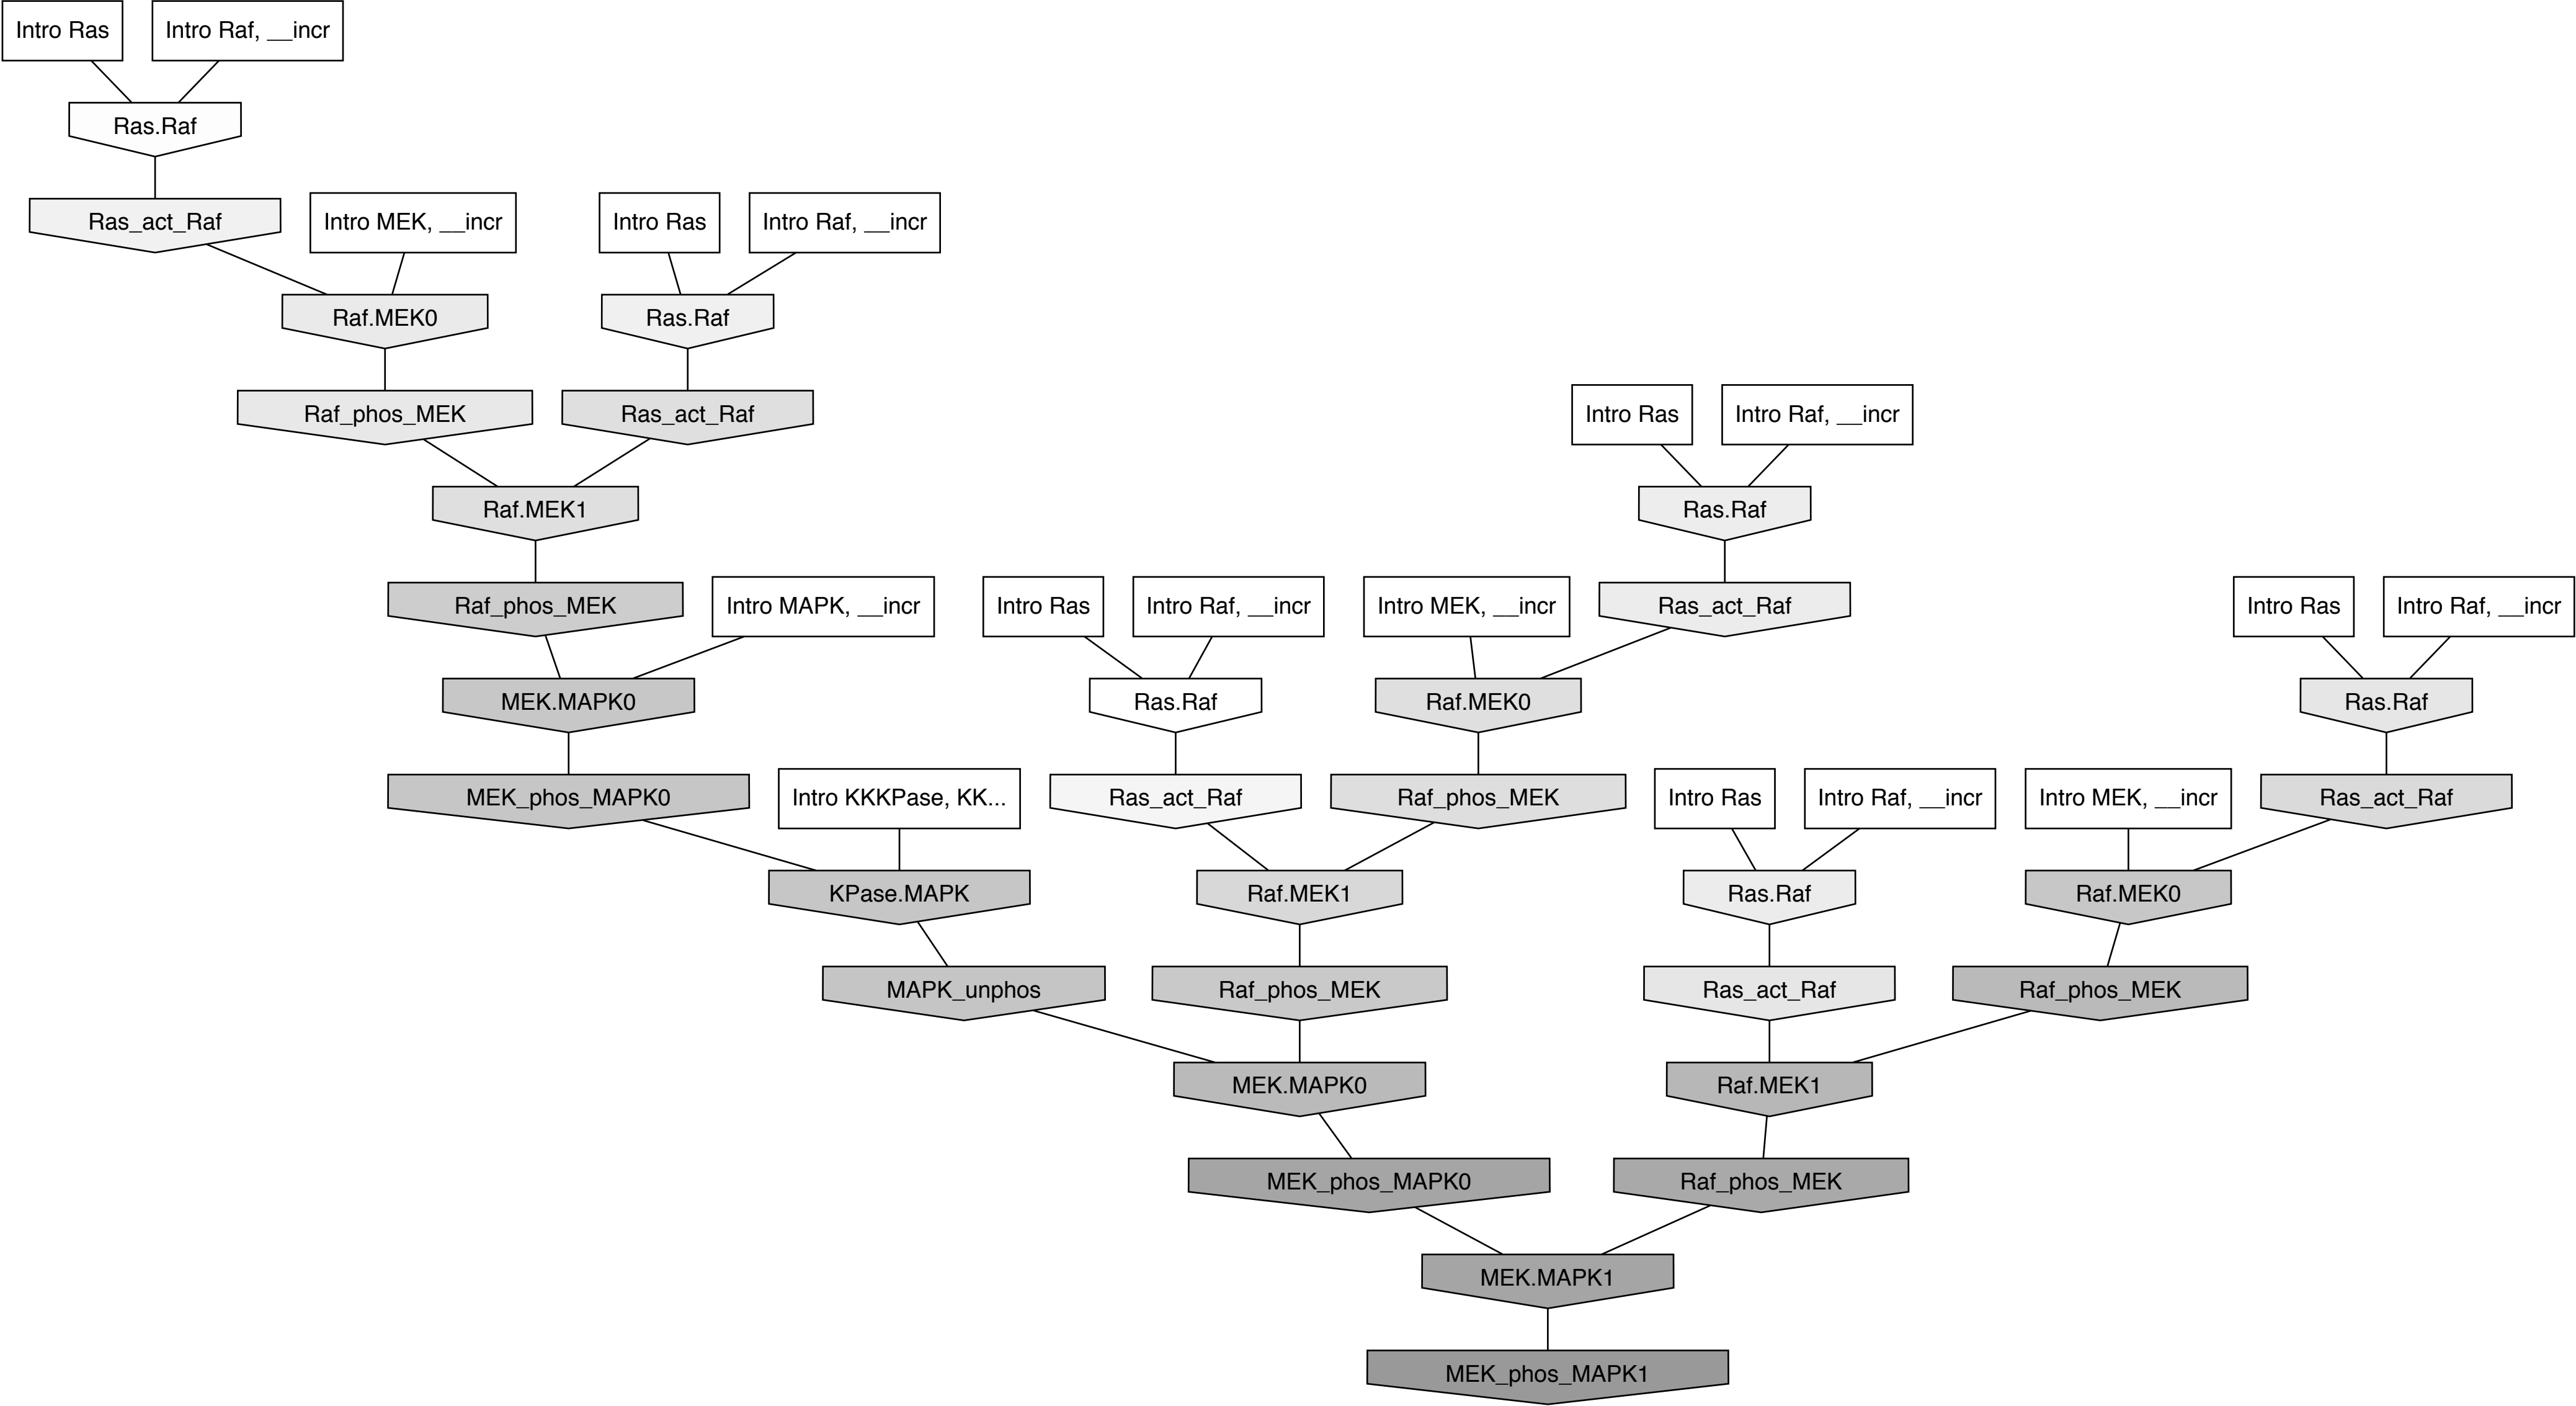 Intro Ras
Intro Raf, __incr
Ras.Raf
Ras_act_Raf
Intro MEK, __incr
Intro Ras
Intro Raf, __incr
Raf.MEK0
Ras.Raf
Raf_phos_MEK
Ras_act_Raf
Intro Ras
Intro Raf, __incr
Raf.MEK1
Ras.Raf
Raf_phos_MEK
Intro MAPK, __incr
Intro Ras
Intro Raf, __incr
Intro MEK, __incr
Ras_act_Raf
Intro Ras
Intro Raf, __incr
MEK.MAPK0
Ras.Raf
Raf.MEK0
Ras.Raf
MEK_phos_MAPK0
Intro KKKPase, KK...
Ras_act_Raf
Raf_phos_MEK
Intro Ras
Intro Raf, __incr
Intro MEK, __incr
Ras_act_Raf
KPase.MAPK
Raf.MEK1
Ras.Raf
Raf.MEK0
MAPK_unphos
Raf_phos_MEK
Ras_act_Raf
Raf_phos_MEK
MEK.MAPK0
Raf.MEK1
MEK_phos_MAPK0
Raf_phos_MEK
MEK.MAPK1
MEK_phos_MAPK1